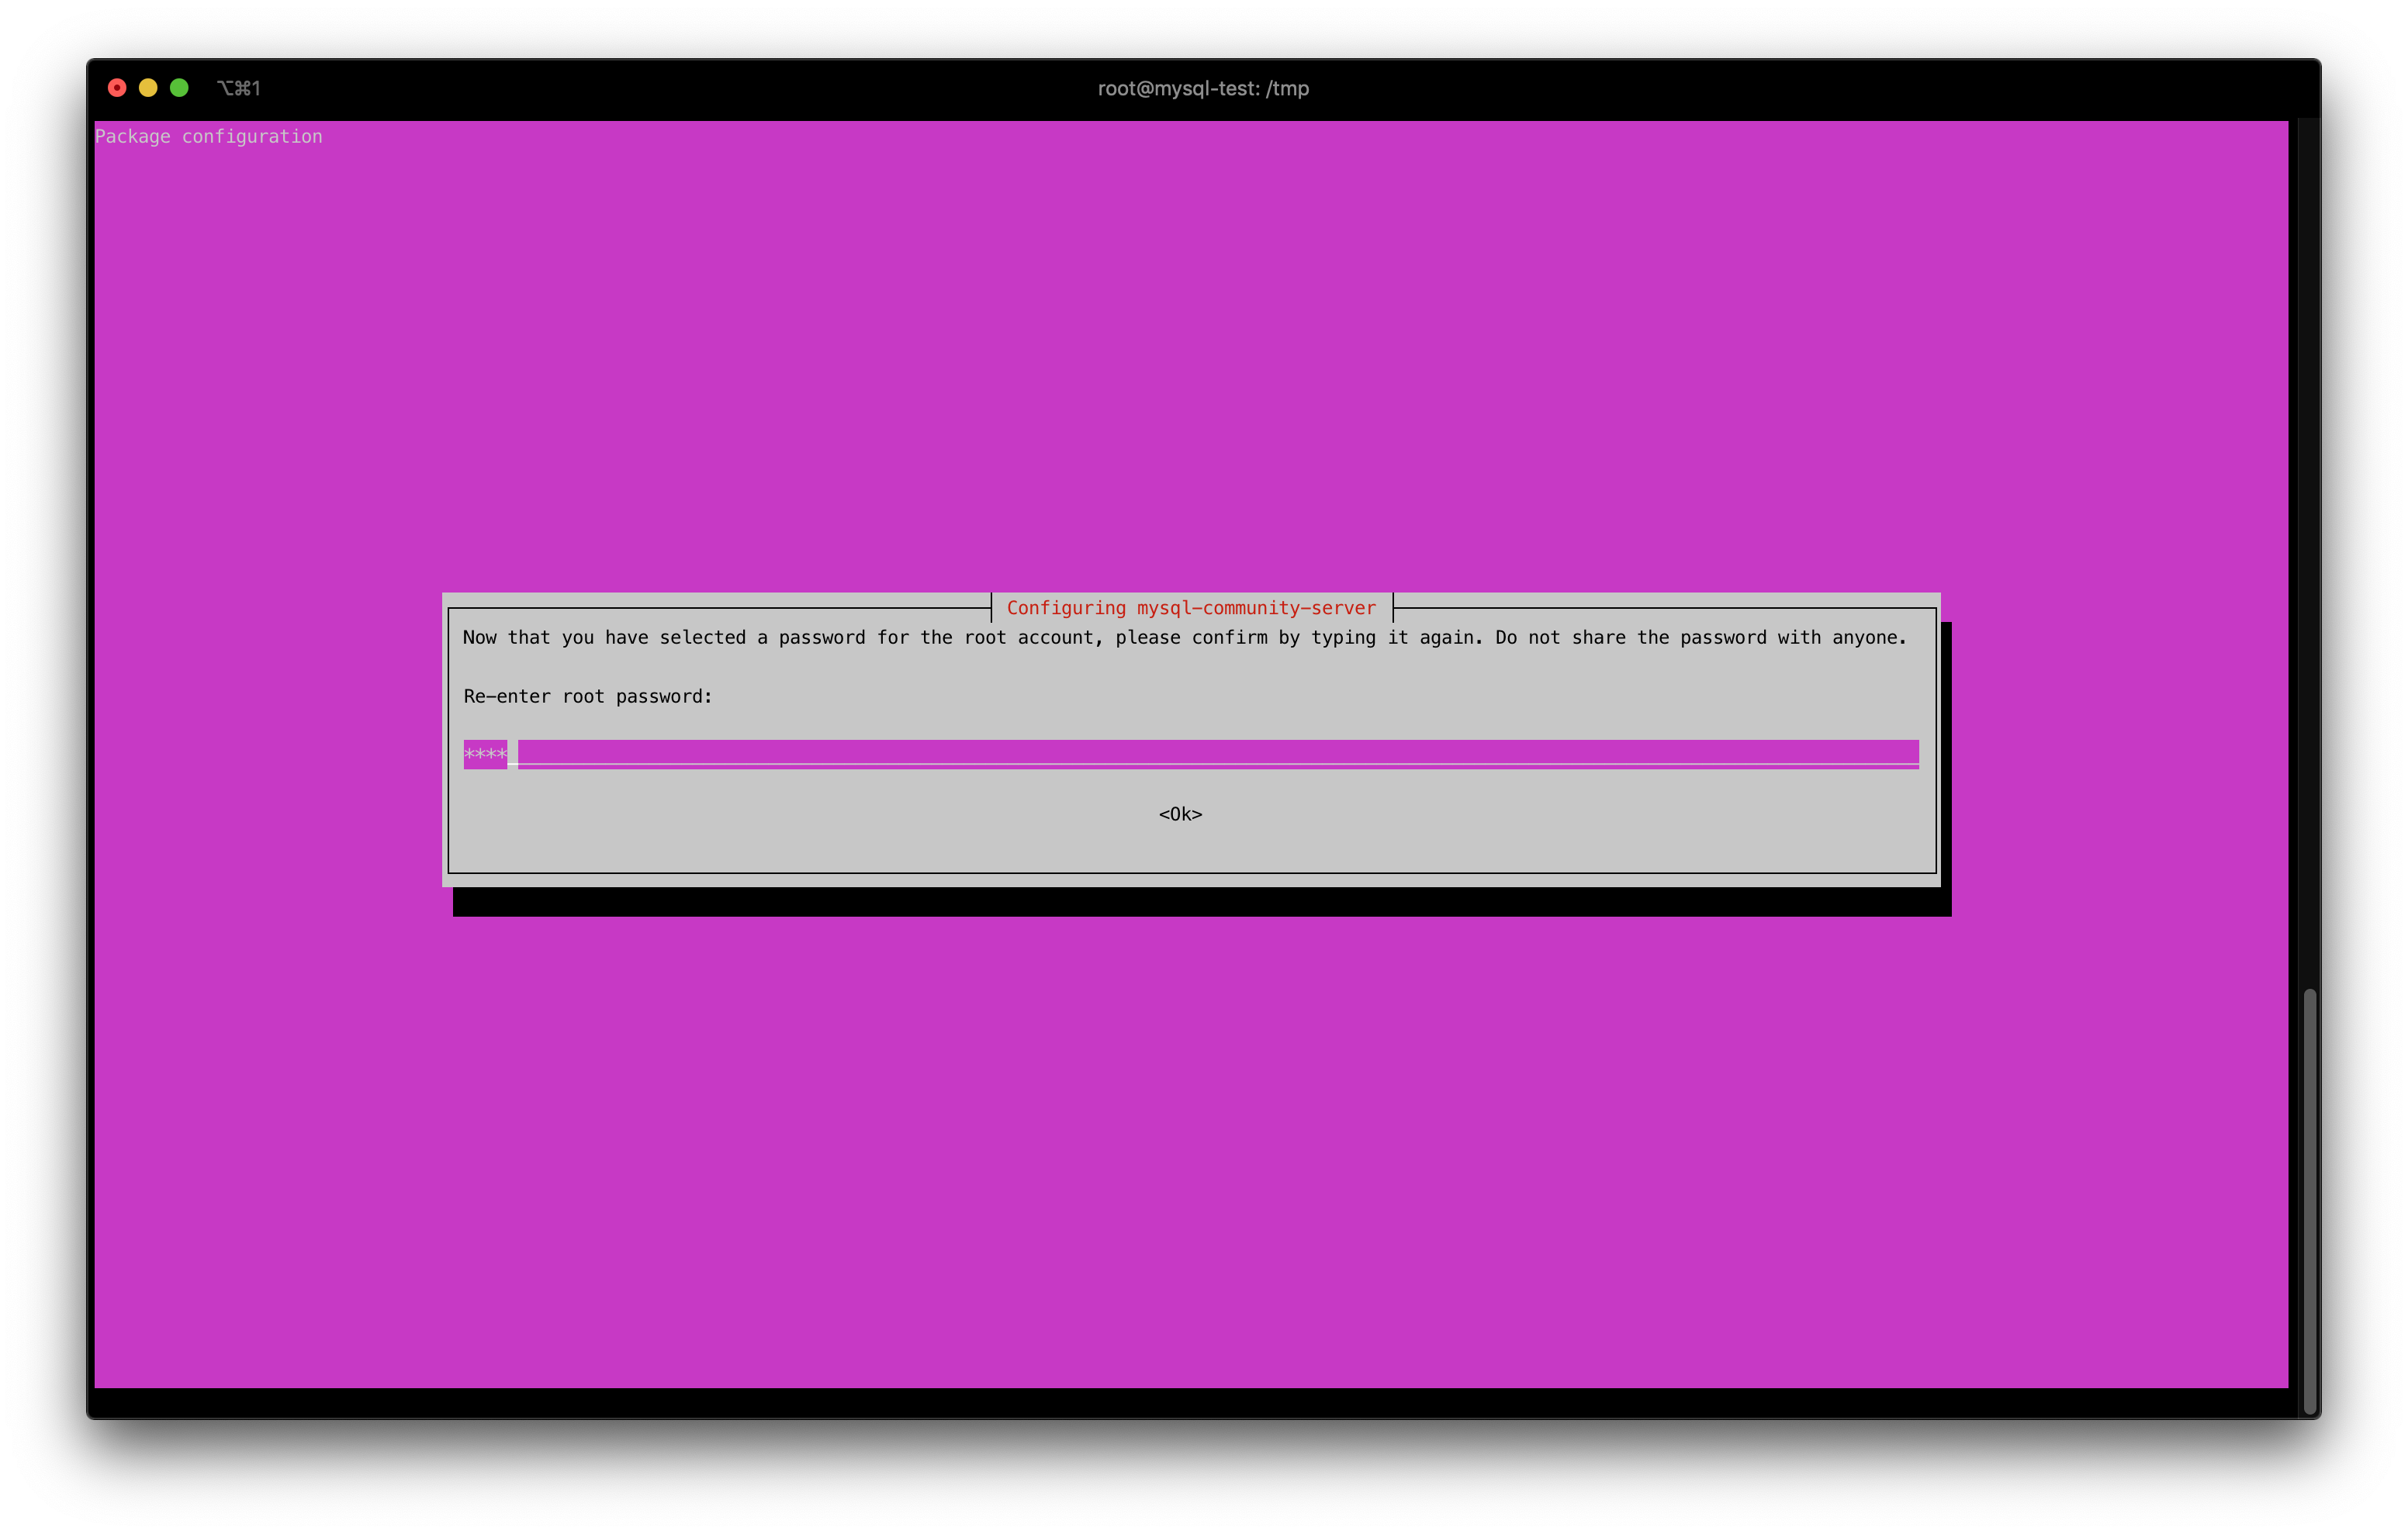 ⌥⌘1
root@mysql-test: /tmp
Package configuration
Configuring mysql-community-server
Now that you have selected a password for the root account, please confirm by typing it again. Do not share the password with anyone.
Re-enter root password:
****
<Ok>